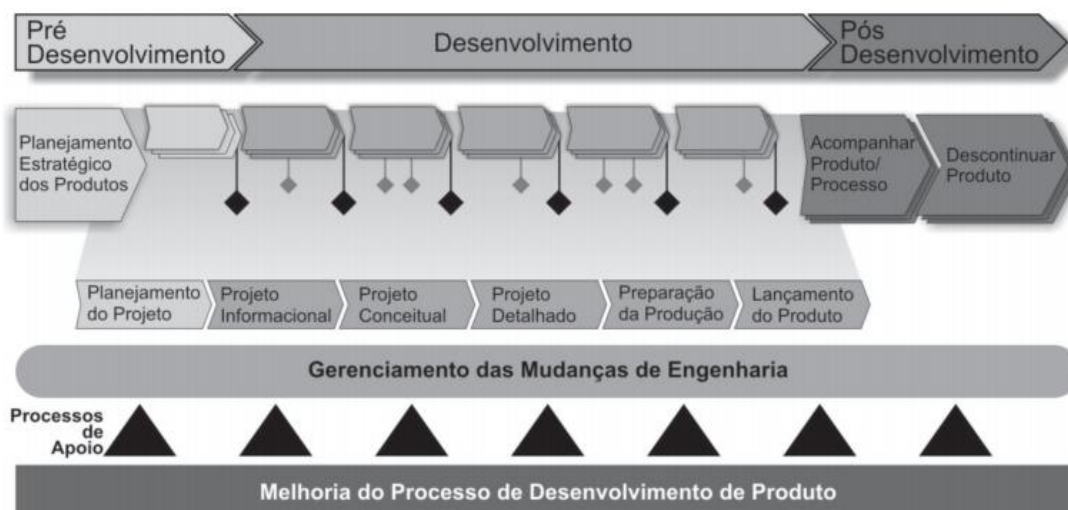 Pré
Desenvolvimento
Desenvolvimento
Pós
Desenvolvimento
Planejamento
Estratégico
dos Produtos
Acompanhar
Produto/
Processo
Descontinuar
Produto
Planejamento
do Projeto
Projeto
Informacional
Projeto
Conceitual
Projeto
Detalhado
Preparação
da Produção
Lançamento
do Produto
Gerenciamento das Mudanças de Engenharia
Processos
de
Apoio
Melhoria do Processo de Desenvolvimento de Produto